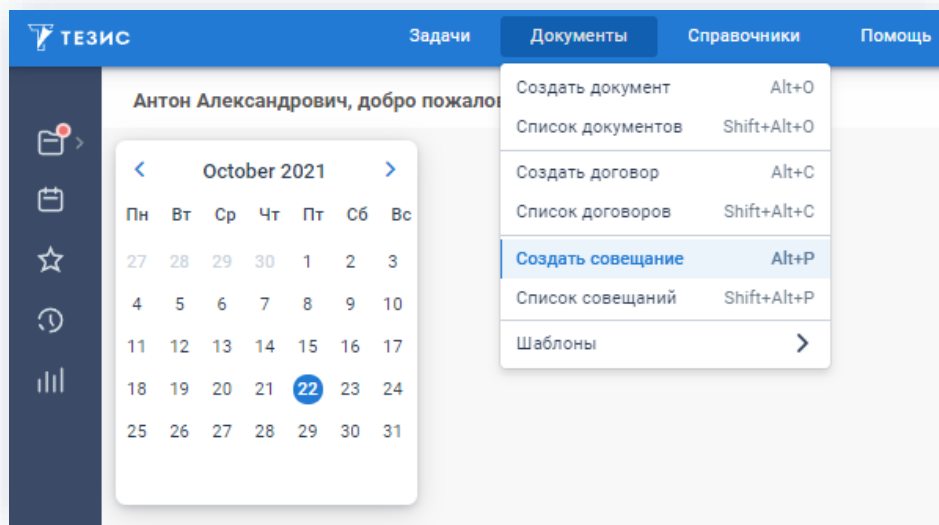 ТЕЗИС
Задачи Документы Справочники Помощь
Антон Александрович, добро
Создать документ Alt+O
Список документов Shift+Alt+O
Создать договор Alt+C
Список договоров Shift+Alt+C
Создать совещание Alt+P
Список совещаний Shift+Alt+P
Шаблоны
October 2021
Пн Вт Ср Чт Пт Сб Вс
27 28 29 30 1 2 3
4 5 6 7 8 9 10
11 12 13 14 15 16 17
18 19 20 21 22 23 24
25 26 27 28 29 30 31